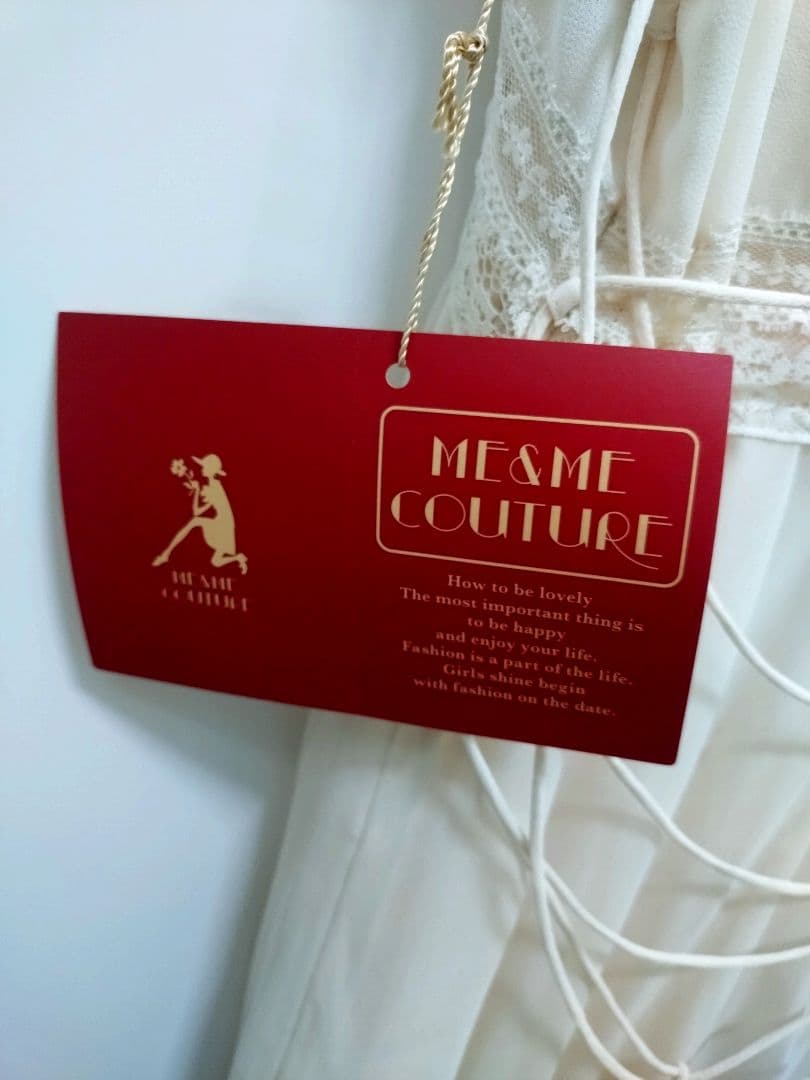 ME&ME
COUTURE
ME&ME
COUTURE
How to be lovely
The most important thing is
to be happy
and enjoy your life.
Fashion is a part of the life.
Girls shine begin
with fashion on the date.